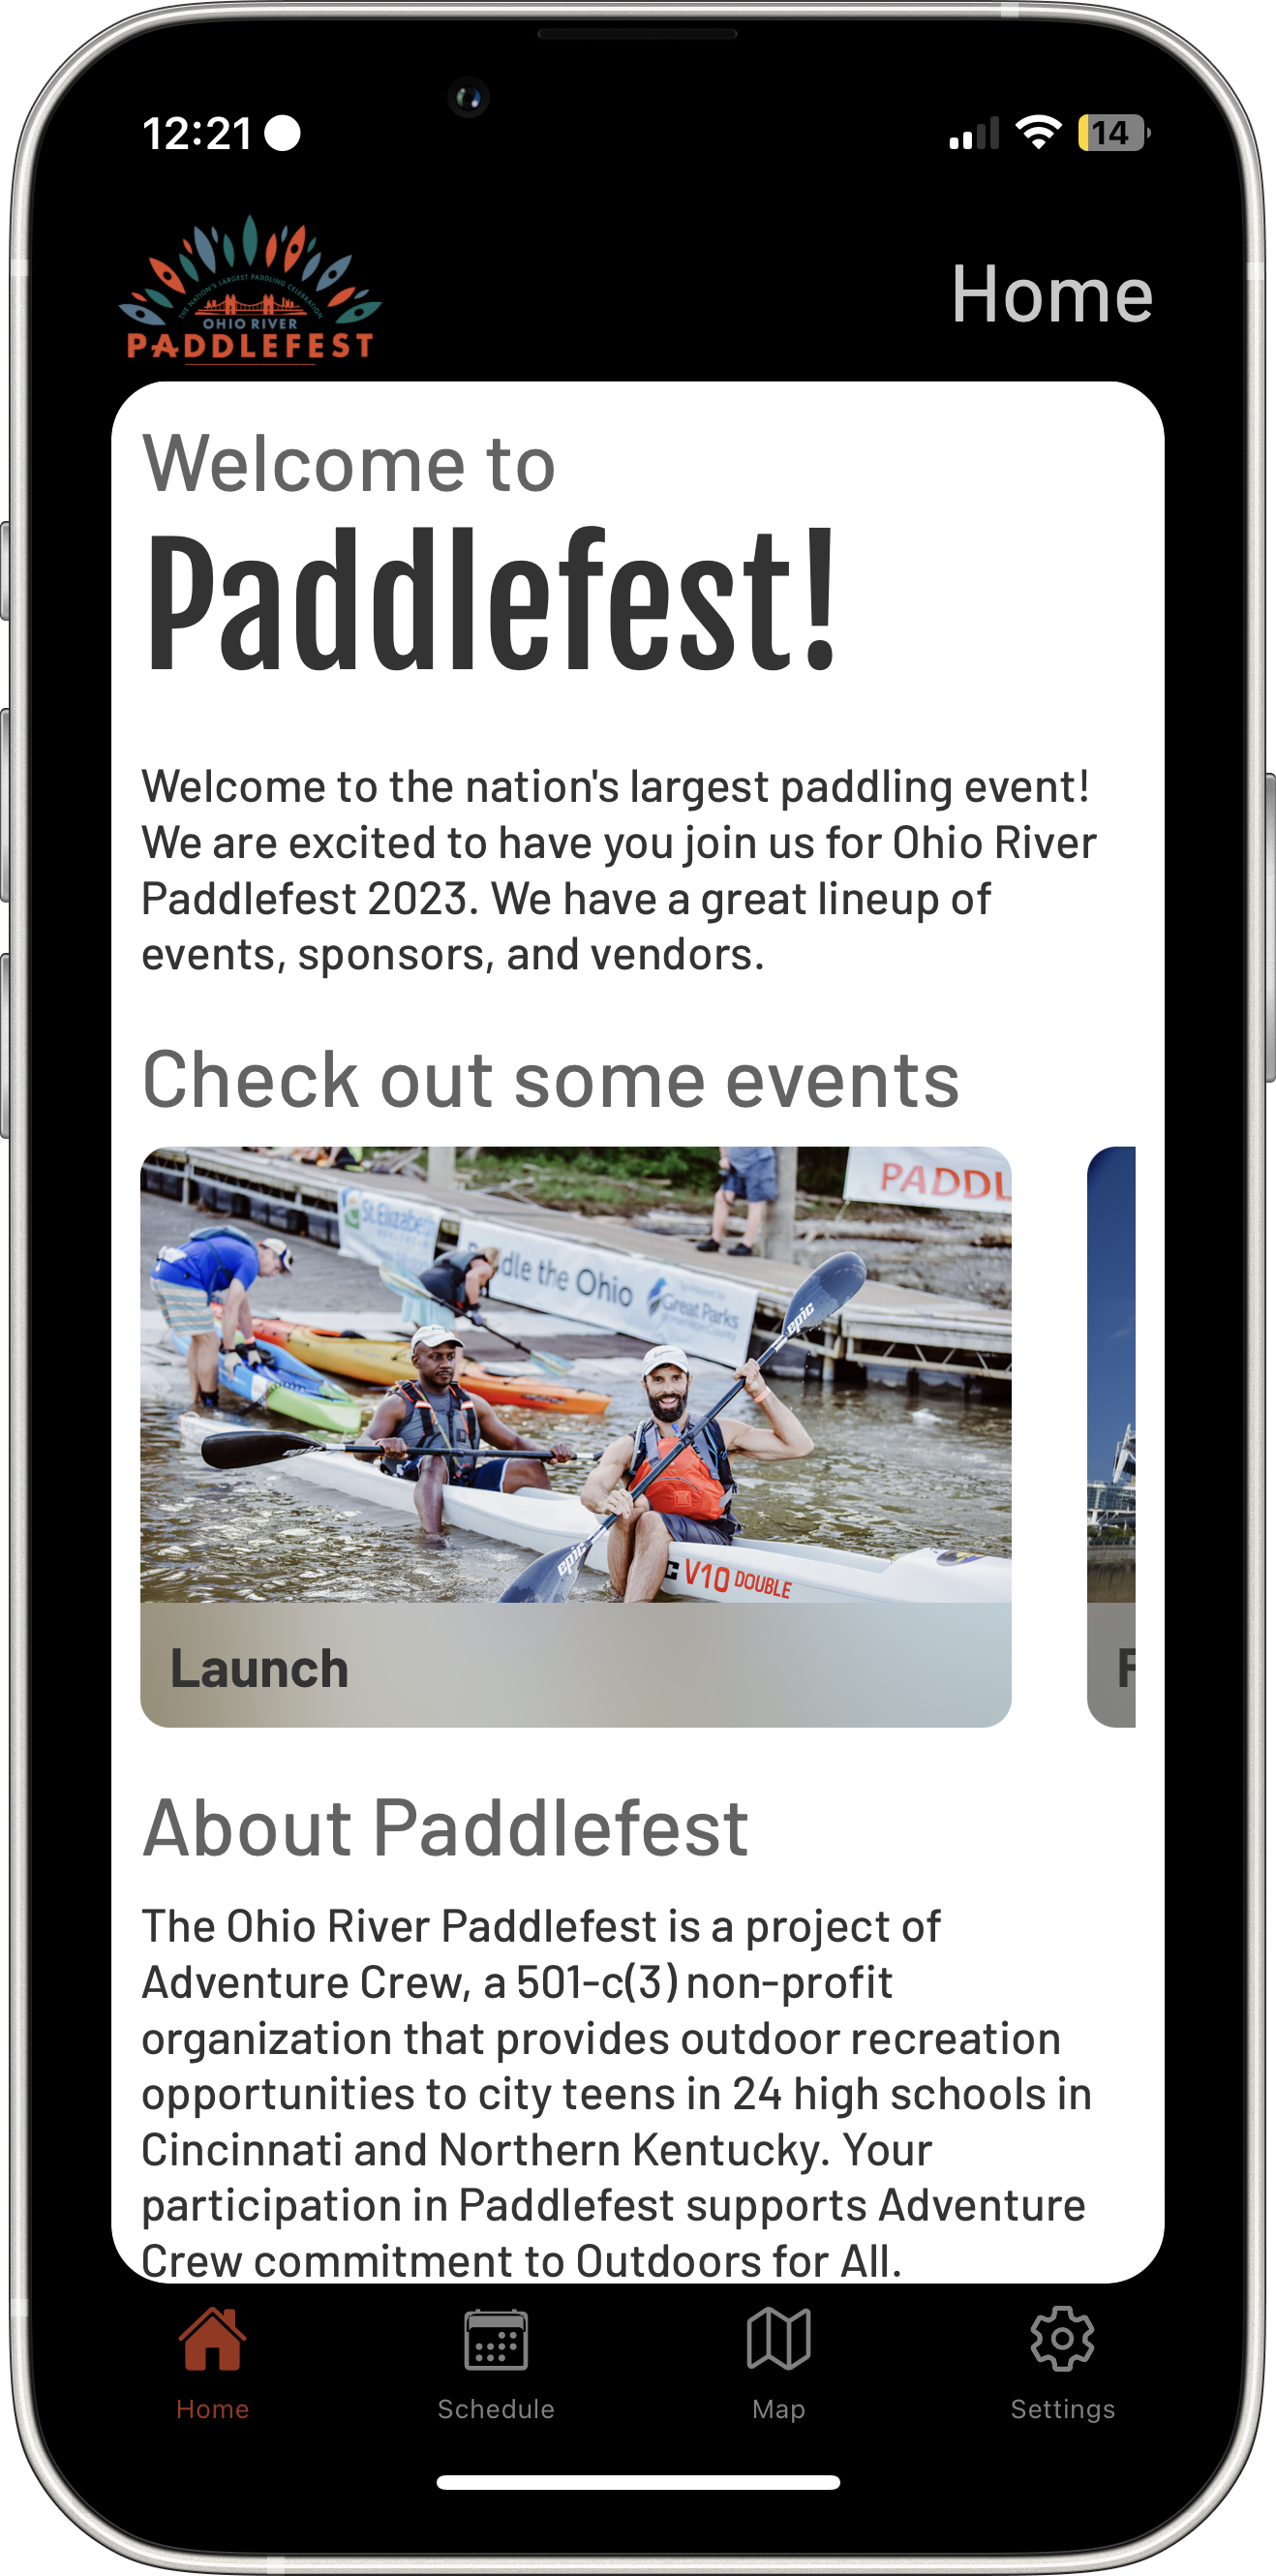 12:21
14
THE NATION'S LARGEST PADDLING CELEBRATION
OHIO RIVER
PADDLEFEST
Home
Welcome to
Paddlefest!
Welcome to the nation's largest paddling event!
We are excited to have you join us for Ohio River
Paddlefest 2023. We have a great lineup of
events, sponsors, and vendors.
Check out some events
PADDL
St. Elizabeth
dle the Ohio
Great Parks
epic
epic
epic
V10 DOUBLE
Launch
F
About Paddlefest
The Ohio River Paddlefest is a project of
Adventure Crew, a 501-c(3) non-profit
organization that provides outdoor recreation
opportunities to city teens in 24 high schools in
Cincinnati and Northern Kentucky. Your
participation in Paddlefest supports Adventure
Crew commitment to Outdoors for All.
Home
Schedule
Map
Settings